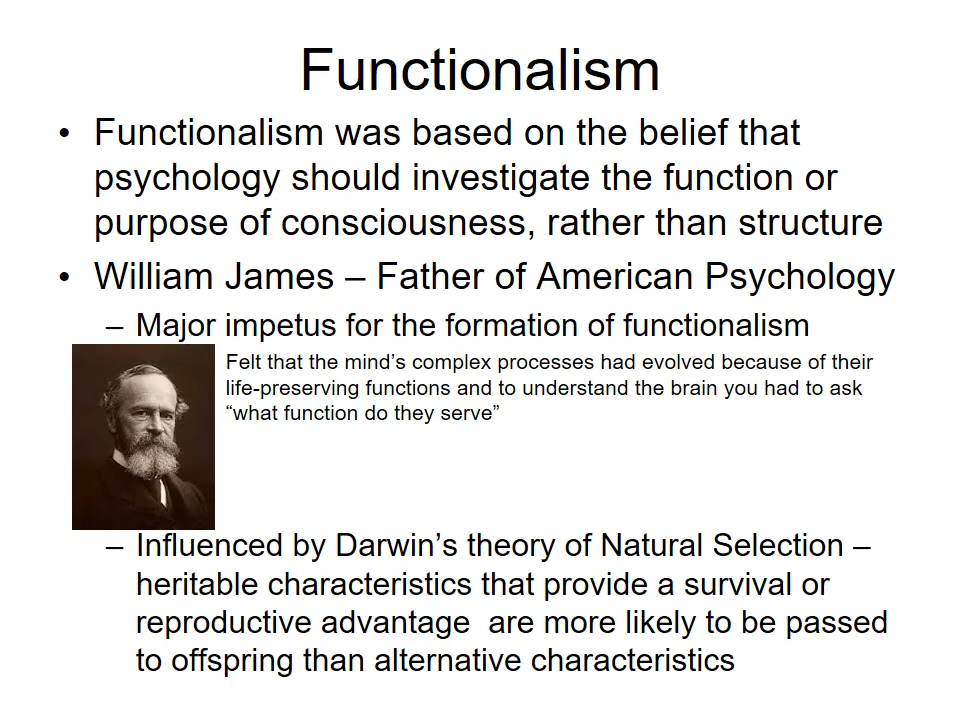 Functionalism
• Functionalism was based on the belief that
psychology should investigate the function or
purpose of consciousness, rather than structure
• William James – Father of American Psychology
– Major impetus for the formation of functionalism
Felt that the mind’s complex processes had evolved because of their
life-preserving functions and to understand the brain you had to ask
“what function do they serve”
– Influenced by Darwin’s theory of Natural Selection –
heritable characteristics that provide a survival or
reproductive advantage  are more likely to be passed
to offspring than alternative characteristics